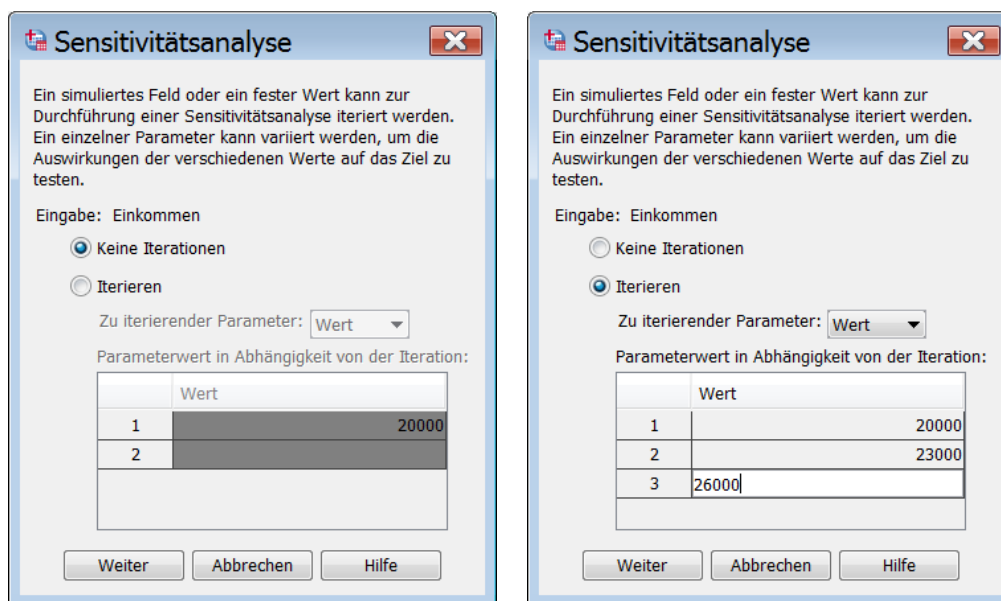 Sensitivitätsanalyse
Ein simuliertes Feld oder ein fester Wert kann zur
Durchführung einer Sensitivitätsanalyse iteriert werden.
Ein einzelner Parameter kann variiert werden, um die
Auswirkungen der verschiedenen Werte auf das Ziel zu
testen.
Eingabe: Einkommen
Keine Iterationen
Iterieren
Zu iterierender Parameter: Wert
Parameterwert in Abhängigkeit von der Iteration:
Wert
1 20000
2
Weiter Abbrechen Hilfe
Sensitivitätsanalyse
Ein simuliertes Feld oder ein fester Wert kann zur
Durchführung einer Sensitivitätsanalyse iteriert werden.
Ein einzelner Parameter kann variiert werden, um die
Auswirkungen der verschiedenen Werte auf das Ziel zu
testen.
Eingabe: Einkommen
Keine Iterationen
Iterieren
Zu iterierender Parameter: Wert
Parameterwert in Abhängigkeit von der Iteration:
Wert
1 20000
2 23000
3 26000
Weiter Abbrechen Hilfe